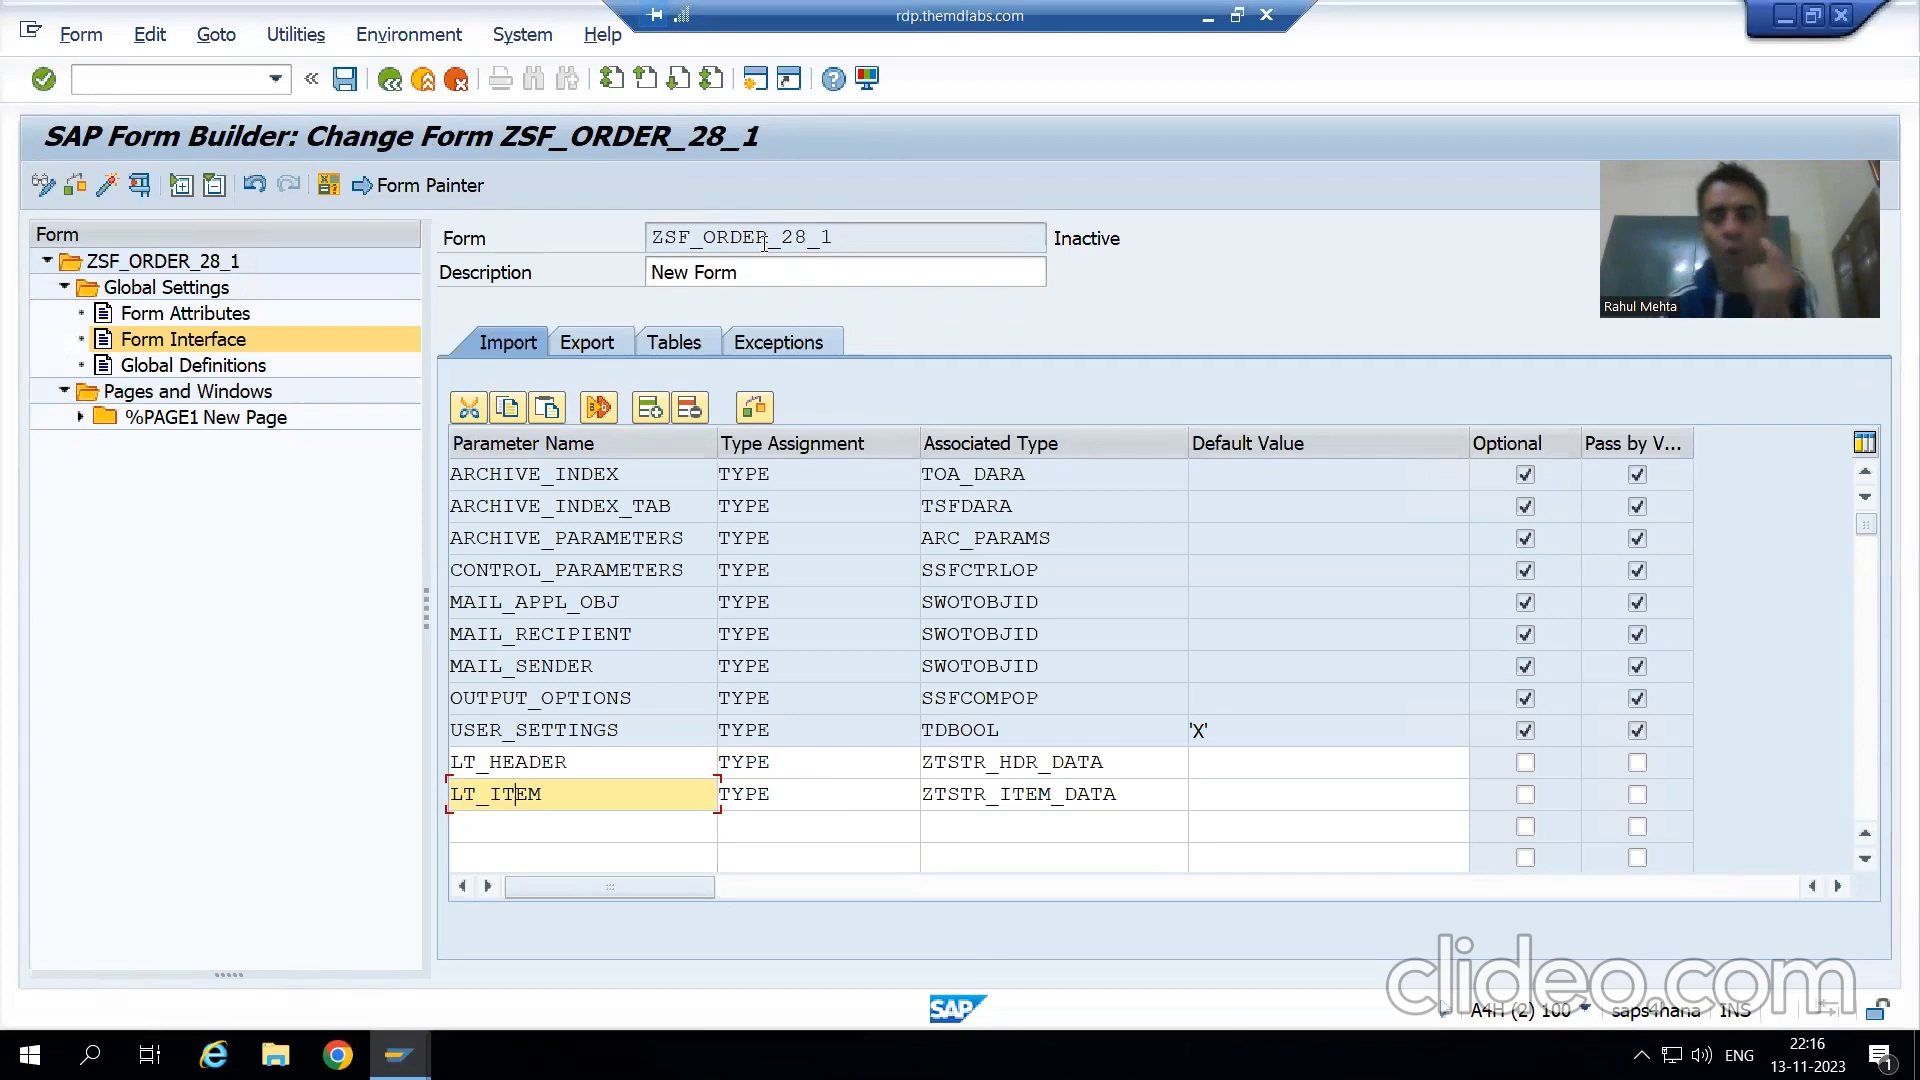 rdp.themdlabs.com
Form Edit Goto Utilities Environment System Help
SAP Form Builder: Change Form ZSF_ORDER_28_1
Form Painter
Form
ZSF_ORDER_28_1
Global Settings
Form Attributes
Form Interface
Global Definitions
Pages and Windows
%PAGE1 New Page
Form ZSF_ORDER_28_1 Inactive
Description New Form
Rahul Mehta
Import Export Tables Exceptions
Parameter Name Type Assignment Associated Type Default Value Optional Pass by V...
ARCHIVE_INDEX TYPE TOA_DARA
ARCHIVE_INDEX_TAB TYPE TSFDARA
ARCHIVE_PARAMETERS TYPE ARC_PARAMS
CONTROL_PARAMETERS TYPE SSFCTRLOP
MAIL_APPL_OBJ TYPE SWOTOBJID
MAIL_RECIPIENT TYPE SWOTOBJID
MAIL_SENDER TYPE SWOTOBJID
OUTPUT_OPTIONS TYPE SSFCOMPOP
USER_SETTINGS TYPE TDBOOL 'X'
LT_HEADER TYPE ZTSTR_HDR_DATA
LT_ITEM TYPE ZTSTR_ITEM_DATA
clideo.com
SAP
A4H (2) 100 saps4hana INS
ENG
22:16
13-11-2023
1